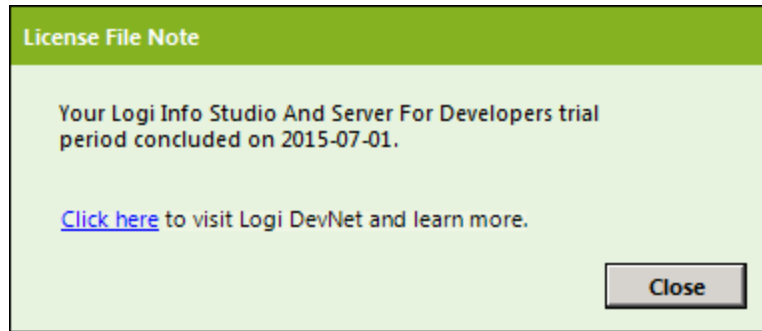 License File Note
Your Logi Info Studio And Server For Developers trial
period concluded on 2015-07-01.
Click here to visit Logi DevNet and learn more.
Close